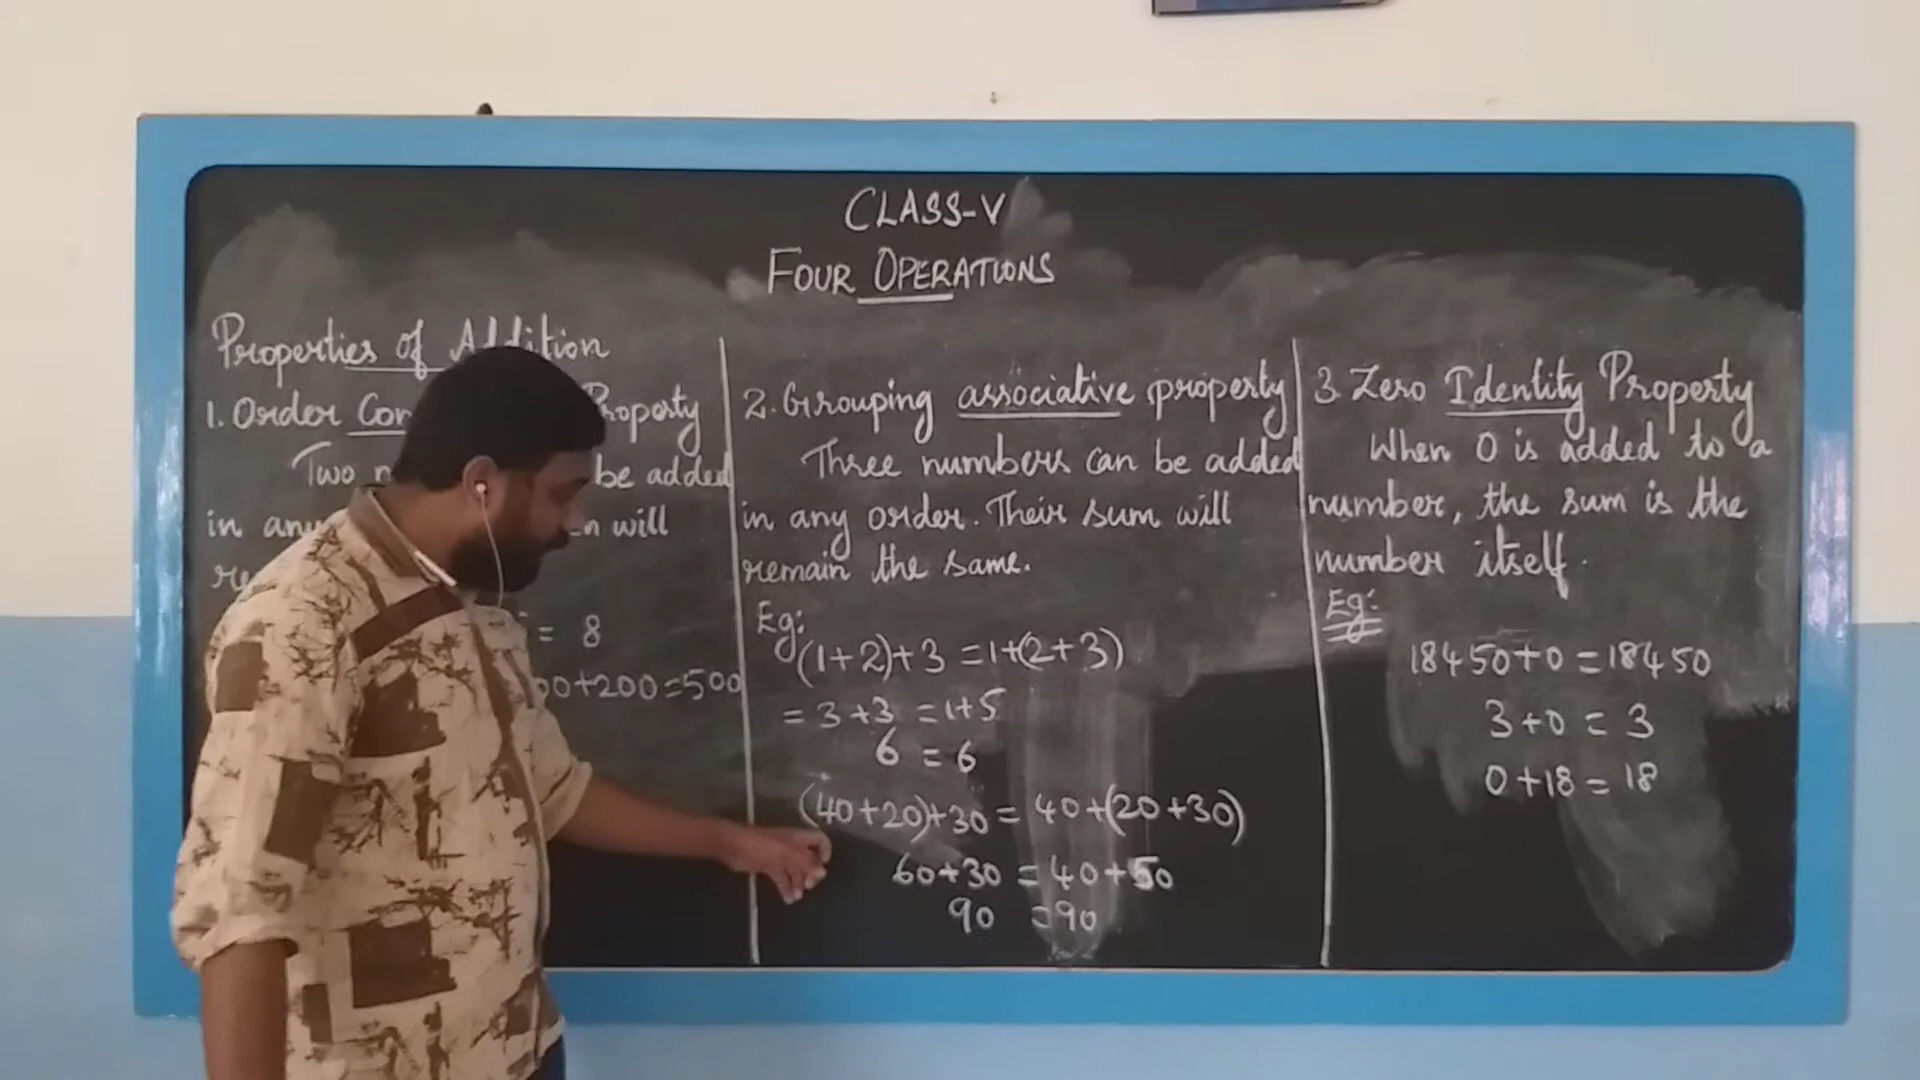 CLASS-V
FOUR OPERATIONS
Properties of Addition
1. Order Property
Two be added
in any will
= 8
+200=500
2. Grouping associative property
Three numbers can be added
in any order. Their sum will
remain the same.
Eg:
(1+2)+3 =1+(2+3)
= 3+3 =1+5
6 = 6
(40+20)+30 = 40+(20+30)
60+30 = 40+50
90 =90
3. Zero Identity Property
When 0 is added to a
number, the sum is the
number itself.
Eg:
18450+0 =18450
3+0 = 3
0+18 = 18